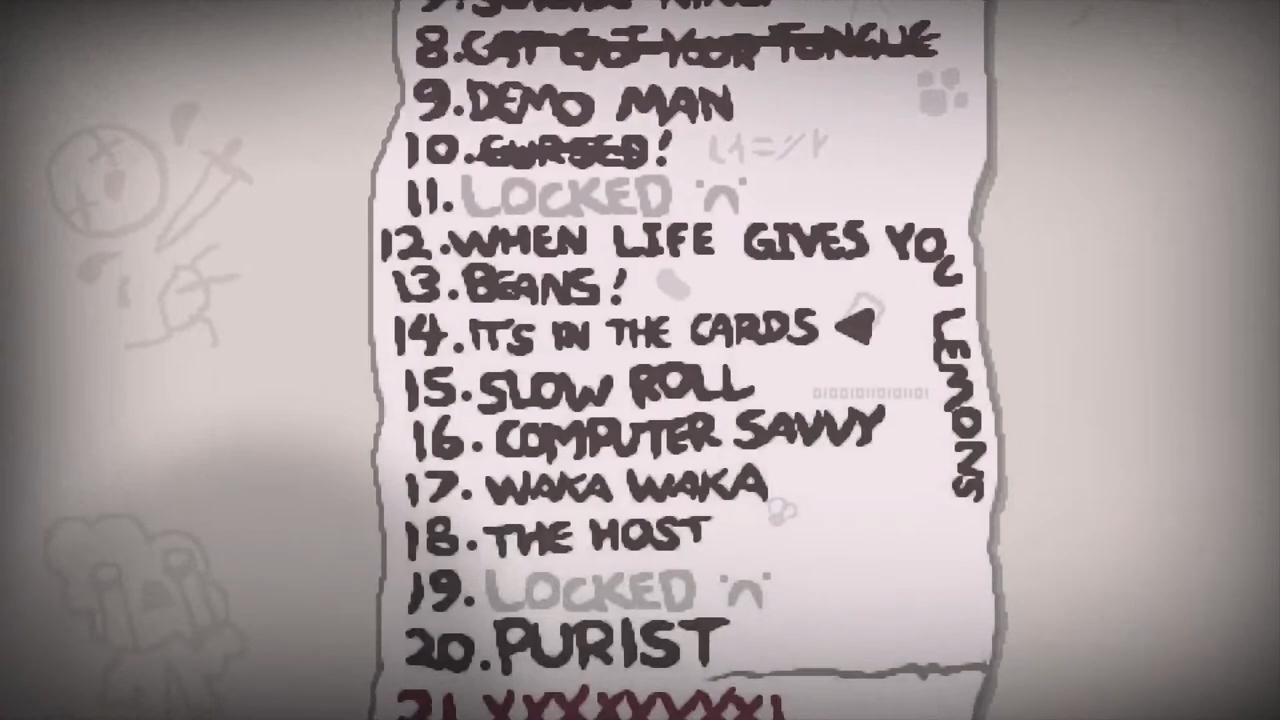 8.CAT GOT YOUR TONGUE
9.DEMO MAN
10.CURSED!
11.LOCKED
12.WHEN LIFE GIVES YOU LEMONS
13.BEANS!
14.IT'S IN THE CARDS
15.SLOW ROLL
010010110101101
16.COMPUTER SAVVY
17.WAKA WAKA
18.THE HOST
19.LOCKED
20.PURIST